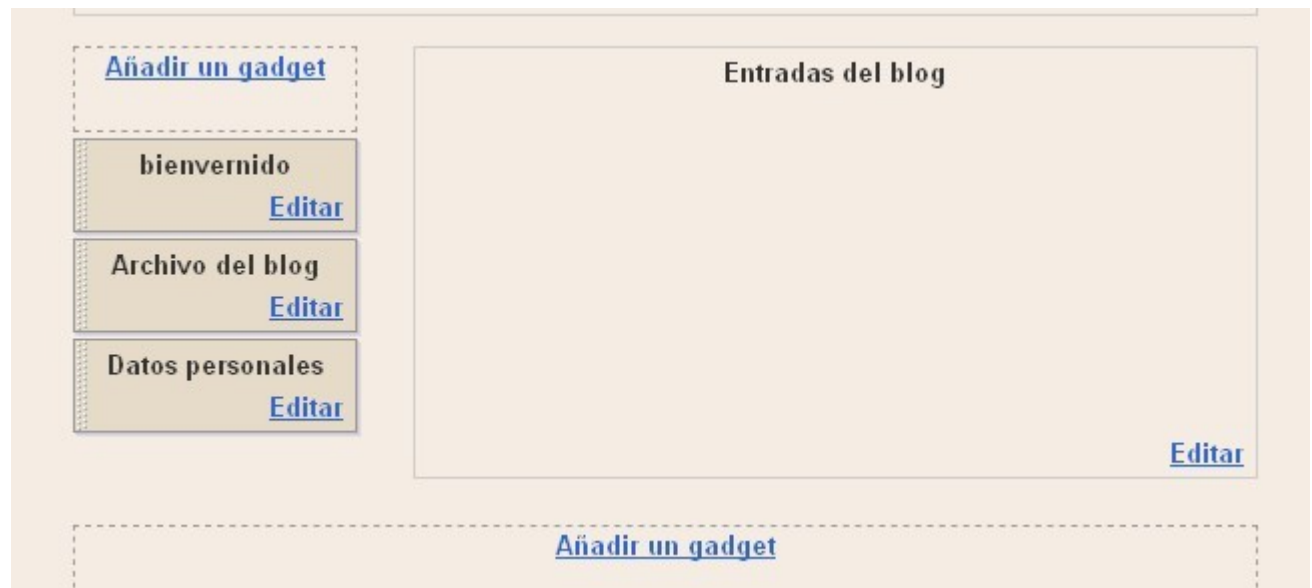 Añadir un gadget
bienvernido
Editar
Archivo del blog
Editar
Datos personales
Editar
Entradas del blog
Editar
Añadir un gadget